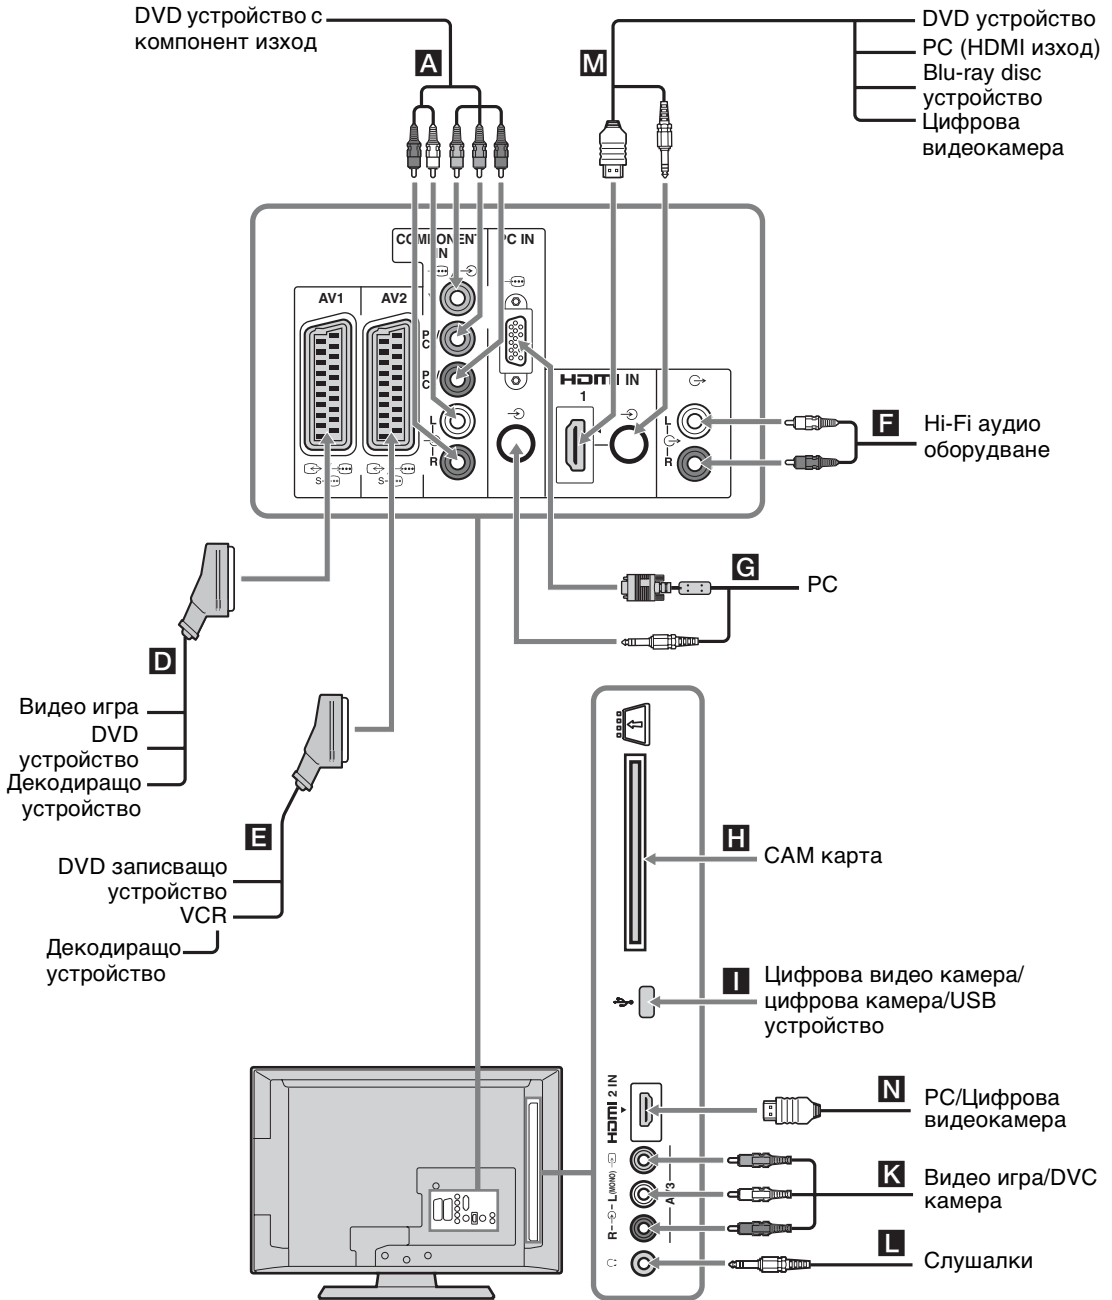 DVD устройство с
компонент изход
A
M
DVD устройство
PC (HDMI изход)
Blu-ray disc
устройство
Цифрова
видеокамера
COMPONENT
IN
PC IN
AV1
AV2
HDMI IN
1
L
R
L
R
F
Hi-Fi аудио
оборудване
G
PC
D
Видео игра
DVD
устройство
Декодиращо
устройство
E
DVD записващо
устройство
VCR
Декодиращо
устройство
H
CAM карта
I
Цифрова видео камера/
цифрова камера/USB
устройство
HDMI 2 IN
N
PC/Цифрова
видеокамера
R
L (MONO)
AV3
K
Видео игра/DVC
камера
L
Слушалки